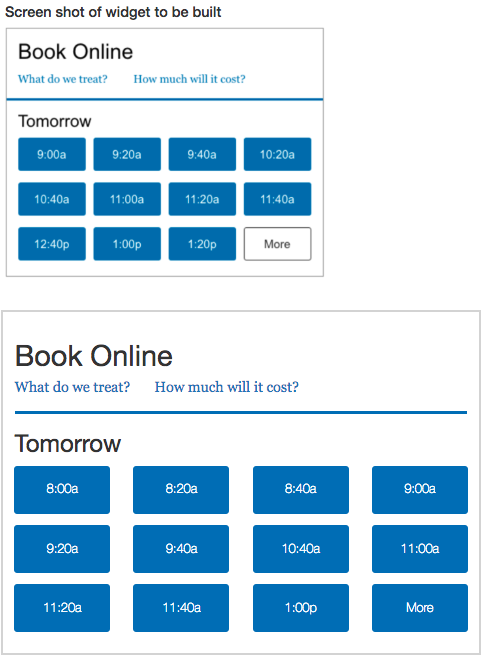 Screen shot of widget to be built
Book Online
What do we treat? How much will it cost?
Tomorrow
9:00a 9:20a 9:40a 10:20a
10:40a 11:00a 11:20a 11:40a
12:40p 1:00p 1:20p More
Book Online
What do we treat? How much will it cost?
Tomorrow
8:00a 8:20a 8:40a 9:00a
9:20a 9:40a 10:40a 11:00a
11:20a 11:40a 1:00p More